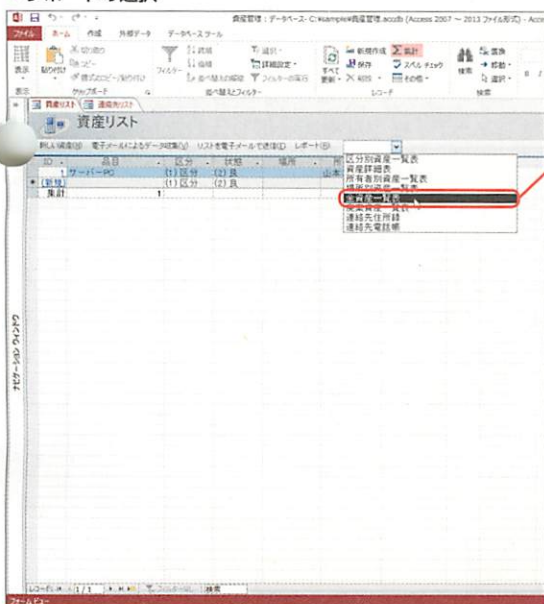 資産管理 : データベース- C:¥sample¥資産管理.accdb (Access 2007 ～ 2013 ファイル形式) - Acc
ファイル ホーム 作成 外部データ データベース ツール
表示 貼り付け 切り取り コピー 書式のコピー/貼り付け
フィルター 昇順 降順 並べ替えの解除 選択 詳細設定 フィルターの実行
すべて更新 新規作成 保存 削除 集計 スペル チェック その他
検索 置換 移動 選択
表示 クリップボード 並べ替えとフィルター レコード 検索
資産リスト 連絡先リスト
資産リスト
新しい資産(N) 電子メールによるデータ収集(V) リストを電子メールで送信(L) レポート(R)
ID 品目 区分 状態 場所 所
1 サーバーPC (1) 区分 (2) 良 山本
* (新規) (1) 区分 (2) 良
集計 1
区分別資産一覧表
資産詳細表
所有者別資産一覧表
場所別資産一覧表
全資産一覧表
連絡先住所録
連絡先電話帳
ナビゲーション ウィンドウ
レコード: 1 / 1 フィルターなし 検索
フォーム ビュー